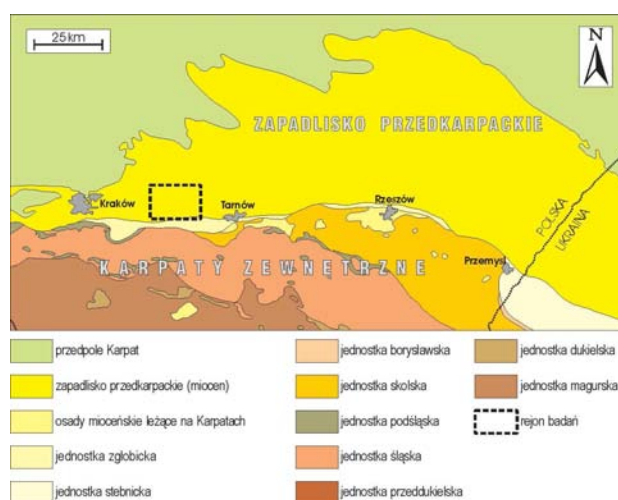 25 km
N
ZAPADLISKO PRZEDKARPACKIE
Kraków
Tarnów
Rzeszów
POLSKA
UKRAINA
Przemyśl
KARPATY ZEWNĘTRZNE
przedpole Karpat
zapadlisko przedkarpackie (miocen)
osady mioceńskie leżące na Karpatach
jednostka zgłobicka
jednostka stebnicka
jednostka borysławska
jednostka skolska
jednostka podśląska
jednostka śląska
jednostka przeddukielska
jednostka dukielska
jednostka magurska
rejon badań